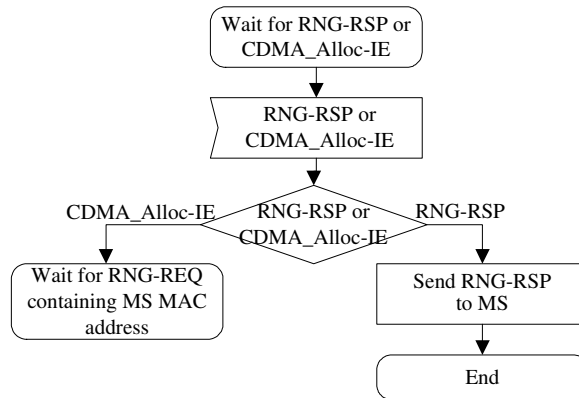 Wait for RNG-RSP or
CDMA_Alloc-IE
RNG-RSP or
CDMA_Alloc-IE
CDMA_Alloc-IE
RNG-RSP or
CDMA_Alloc-IE
RNG-RSP
Wait for RNG-REQ
containing MS MAC
address
Send RNG-RSP
to MS
End